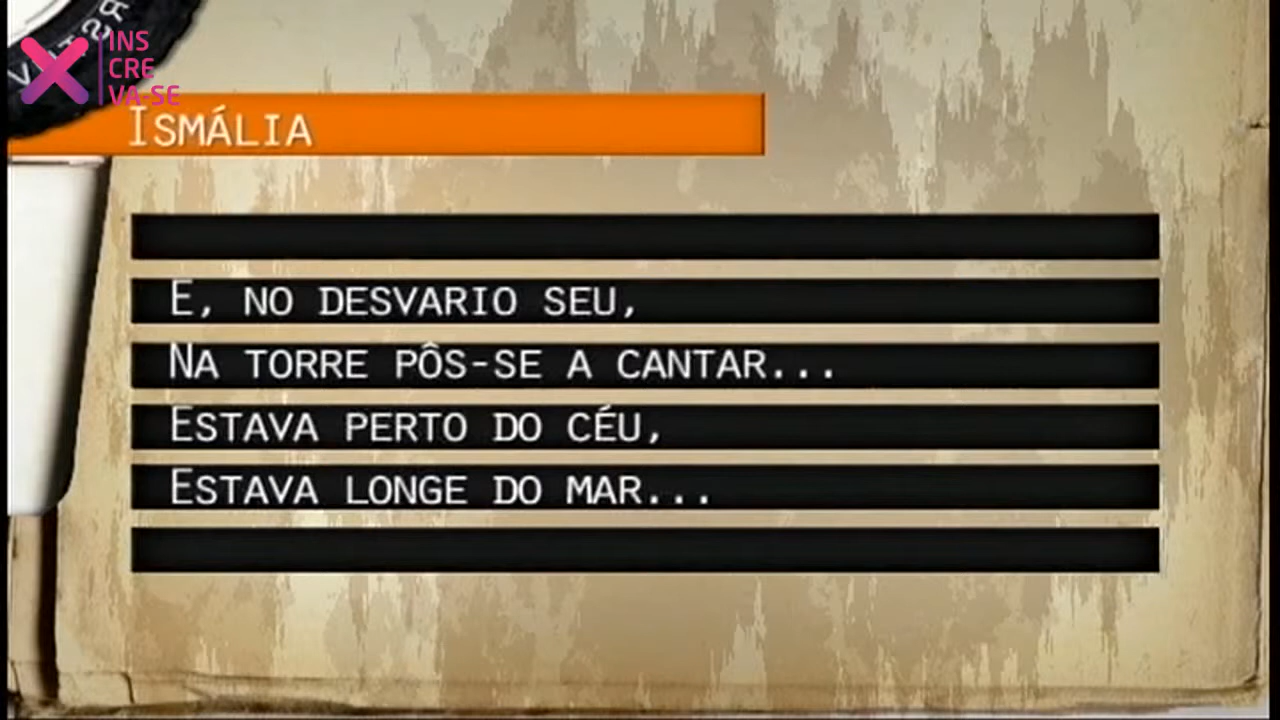 INS
CRE
VA-SE
ISMÁLIA
E, NO DESVARIO SEU,
NA TORRE PÔS-SE A CANTAR...
ESTAVA PERTO DO CÉU,
ESTAVA LONGE DO MAR...